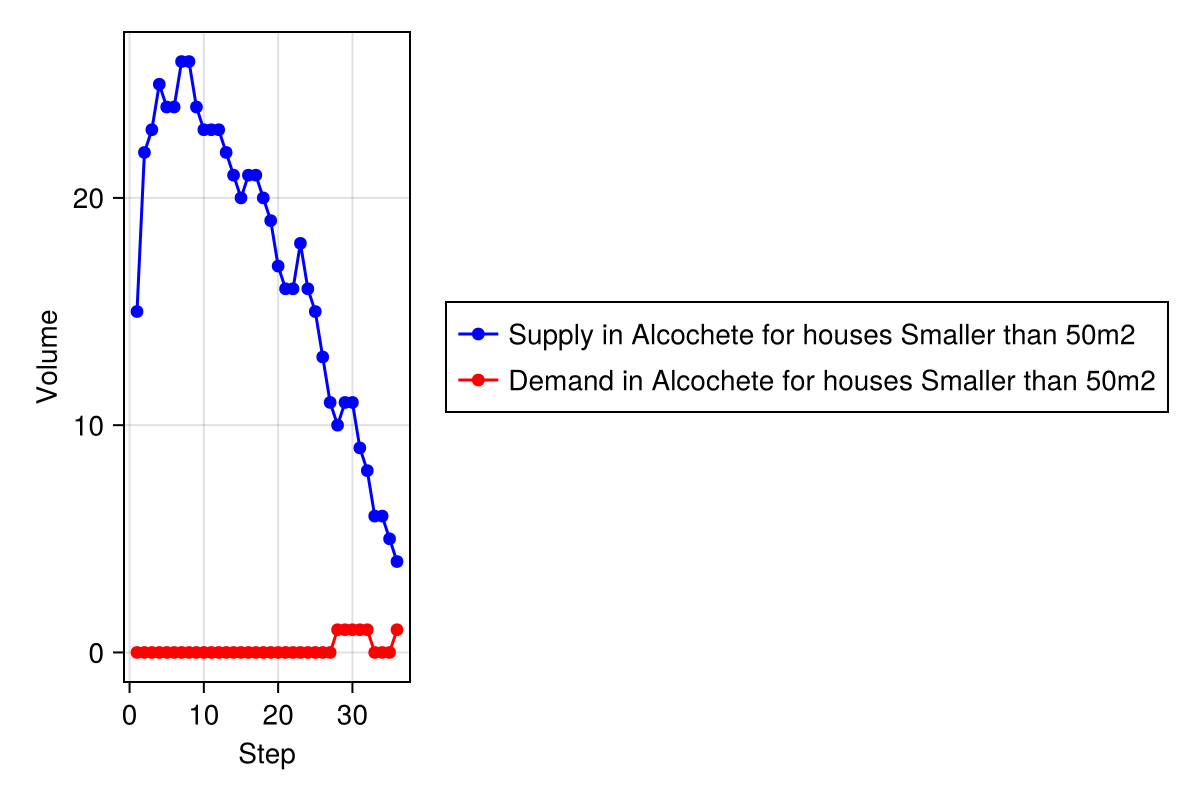 Volume
20
10
0
0 10 20 30
Step
Supply in Alcochete for houses Smaller than 50m2
Demand in Alcochete for houses Smaller than 50m2